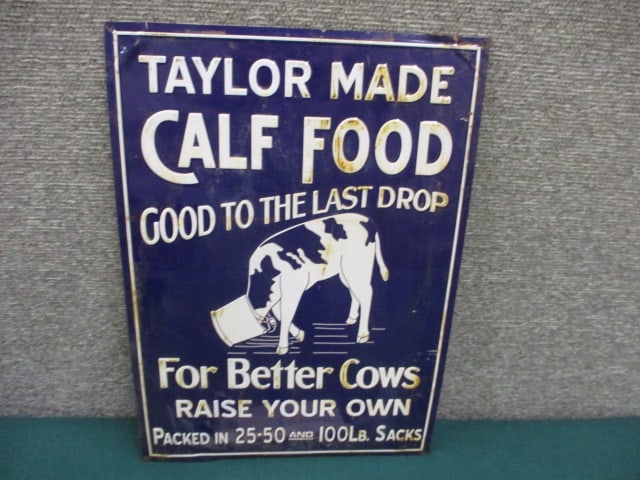 TAYLOR MADE
CALF FOOD
GOOD TO THE LAST DROP
For Better Cows
RAISE YOUR OWN
PACKED IN 25-50 AND 100LB. SACKS